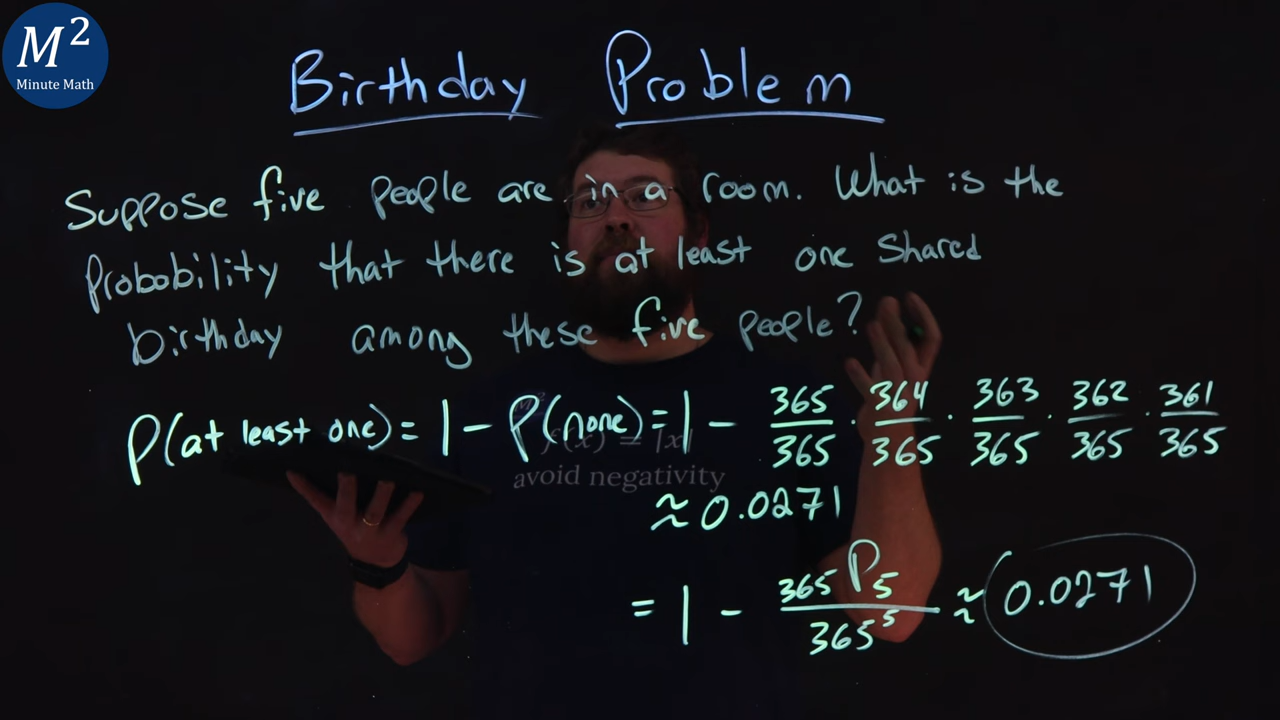 M²
Minute Math
Birthday Problem
Suppose five people are in a room. What is the
Probobility that there is at least one Shared
birthday among these five people?
P(at least one) = 1 - P(none) = 1 - 365/365 · 364/365 · 363/365 · 362/365 · 361/365
M²
f(x) = |x|
avoid negativity
≈ 0.0271
= 1 - ₃₆₅P₅/365⁵ ≈ 0.0271